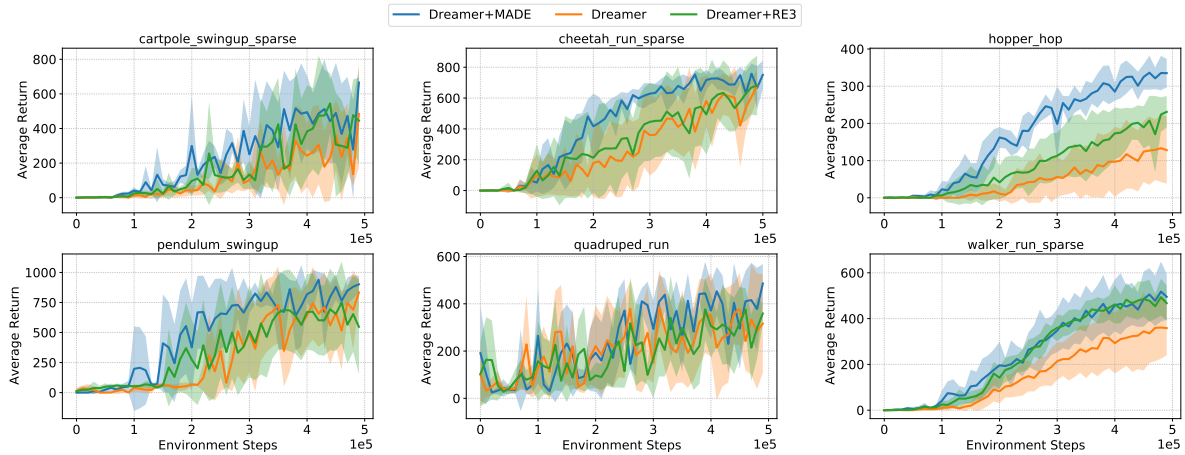 Dreamer+MADE Dreamer Dreamer+RE3
cartpole_swingup_sparse cheetah_run_sparse hopper_hop
Average Return
800
600
400
200
0
0 1 2 3 4 5
1e5
Average Return
800
600
400
200
0
0 1 2 3 4 5
1e5
Average Return
400
300
200
100
0
0 1 2 3 4 5
1e5
pendulum_swingup quadruped_run walker_run_sparse
Average Return
1000
750
500
250
0
0 1 2 3 4 5
1e5
Environment Steps
Average Return
600
400
200
0
0 1 2 3 4 5
1e5
Environment Steps
Average Return
600
400
200
0
0 1 2 3 4 5
1e5
Environment Steps